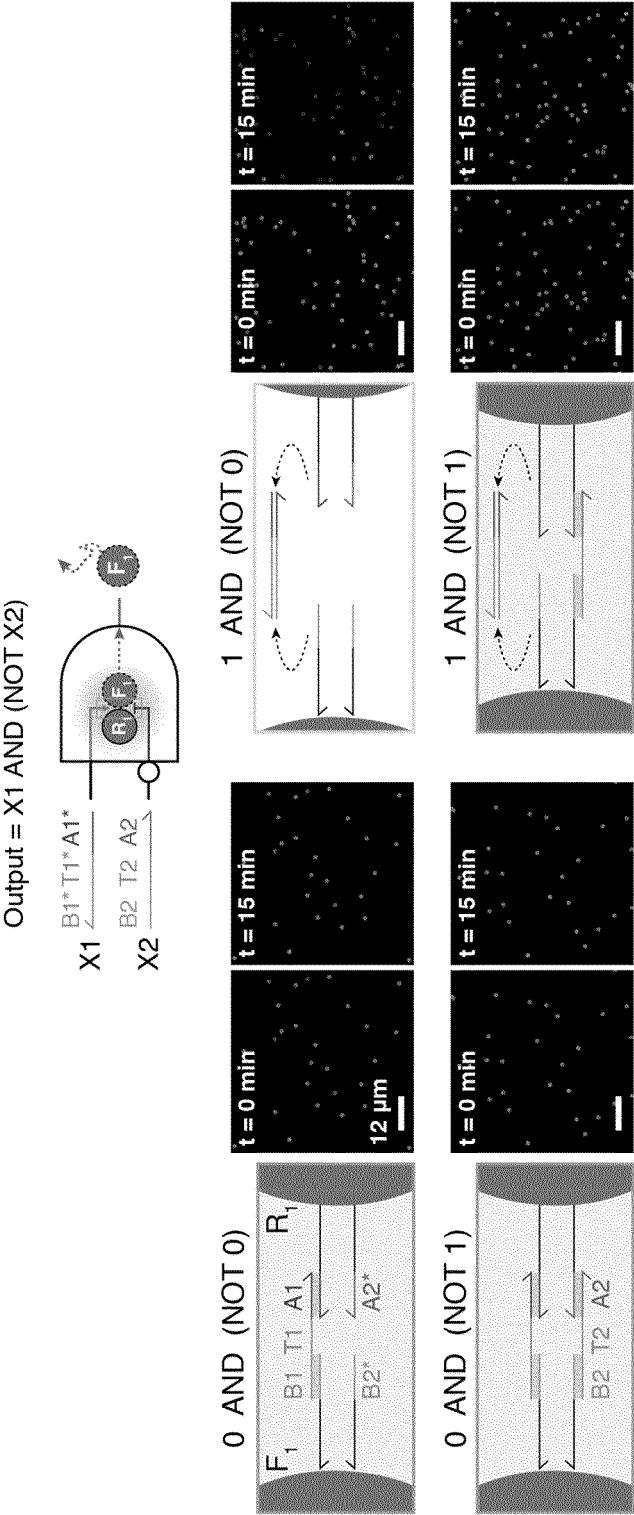 Output = X1 AND (NOT X2)
X1
B1* T1* A1*
X2
B2 T2 A2
R1
F1
F1
0 AND (NOT 0)
F1
R1
B1 T1 A1
B2*
A2*
t = 0 min
12 µm
t = 15 min
1 AND (NOT 0)
t = 0 min
t = 15 min
0 AND (NOT 1)
B2 T2 A2
t = 0 min
t = 15 min
1 AND (NOT 1)
t = 0 min
t = 15 min